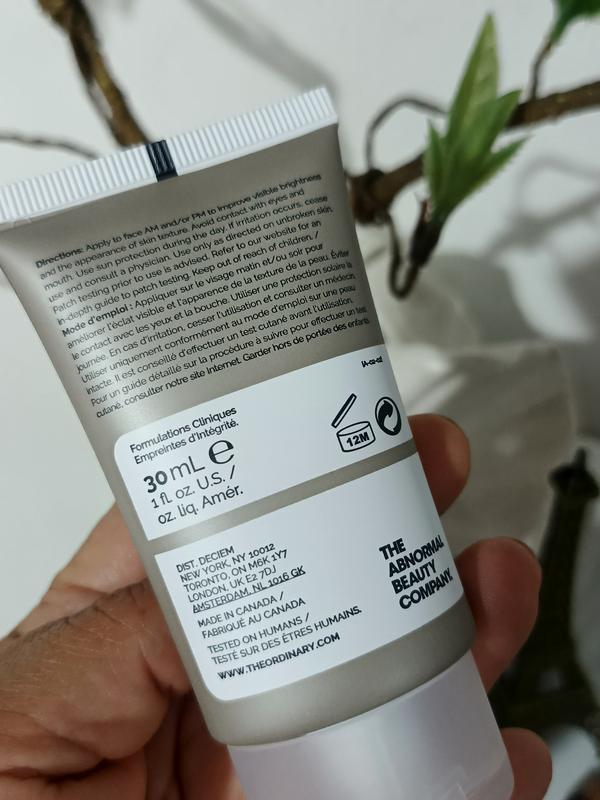 Directions: Apply to face AM and/or PM to improve visible brightness
and the appearance of skin texture. Avoid contact with eyes and
mouth. Use sun protection during the day. If irritation occurs, cease
use and consult a physician. Use only as directed on unbroken skin.
Patch testing prior to use is advised. Refer to our website for an
in-depth guide to patch testing. Keep out of reach of children. /
Mode d'emploi : Appliquer sur le visage matin et/ou soir pour
améliorer l'éclat visible et l'apparence de la texture de la peau. Éviter
le contact avec les yeux et la bouche. Utiliser une protection solaire la
journée. En cas d'irritation, cesser l'utilisation et consulter un médecin.
Utiliser uniquement conformément au mode d'emploi sur une peau
intacte. Il est conseillé d'effectuer un test cutané avant l'utilisation.
Pour un guide détaillé sur la procédure à suivre pour effectuer un test
cutané, consulter notre site Internet. Garder hors de portée des enfants.
Formulations Cliniques
Empreintes d'Intégrité.
30 mL e
1 fl. oz. U.S. /
oz. liq. Amér.
12M
DIST. DECIEM
NEW YORK, NY 10012
TORONTO, ON M6K 1Y7
LONDON, UK E2 7DJ
AMSTERDAM, NL 1016 GK
MADE IN CANADA /
FABRIQUÉ AU CANADA
TESTED ON HUMANS /
TESTÉ SUR DES ÊTRES HUMAINS.
WWW.THEORDINARY.COM
THE
ABNORMAL
BEAUTY
COMPANY.